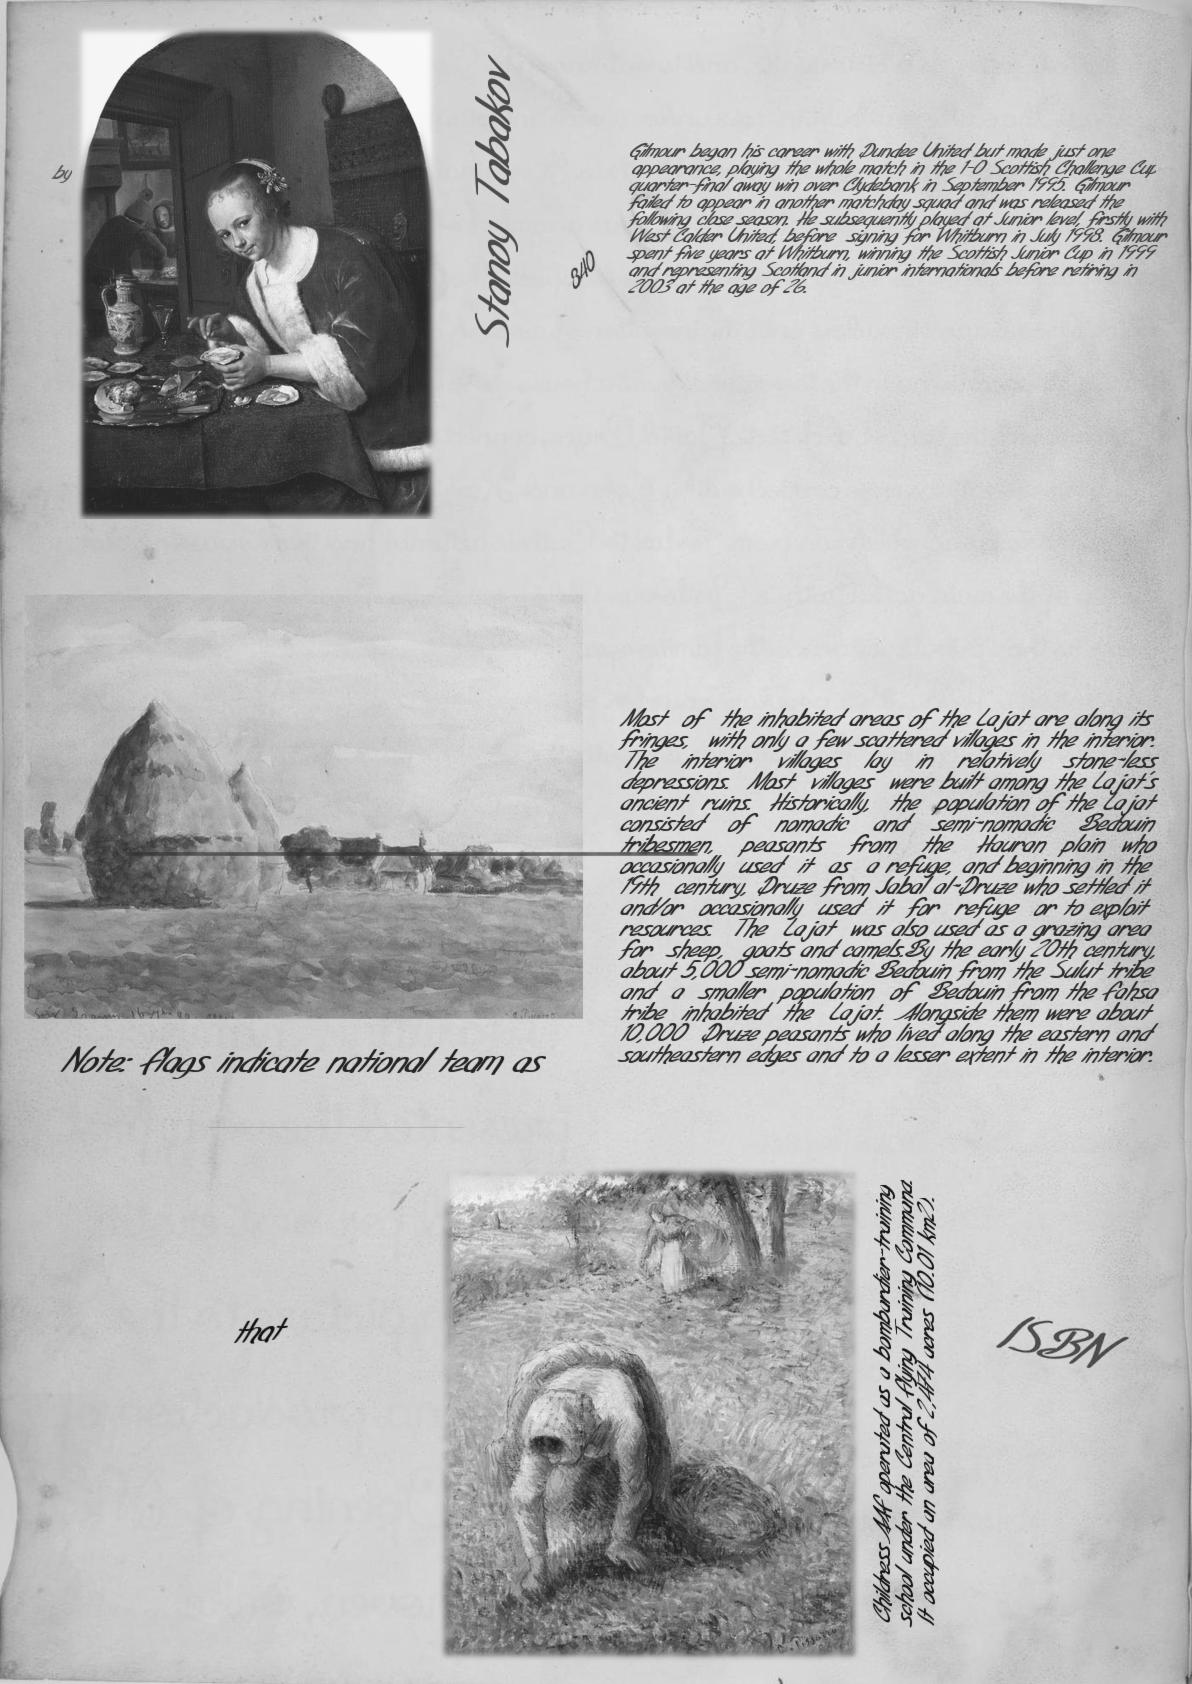 by
Stanoy Tabakov
840
Gilmour began his career with Dundee United but made just one
appearance, playing the whole match in the 1-0 Scottish Challenge Cup
quarter-final away win over Clydebank in September 1995. Gilmour
failed to appear in another matchday squad and was released the
following close season. He subsequently played at Junior level, firstly with
West Calder United, before signing for Whitburn in July 1998. Gilmour
spent five years at Whitburn, winning the Scottish Junior Cup in 1999
and representing Scotland in junior internationals before retiring in
2003 at the age of 26.
Most of the inhabited areas of the Lajat are along its
fringes, with only a few scattered villages in the interior.
The interior villages lay in relatively stone-less
depressions. Most villages were built among the Lajat's
ancient ruins. Historically, the population of the Lajat
consisted of nomadic and semi-nomadic Bedouin
tribesmen, peasants from the Hauran plain who
occasionally used it as a refuge, and beginning in the
19th century, Druze from Jabal al-Druze who settled it
and/or occasionally used it for refuge or to exploit
resources. The Lajat was also used as a grazing area
for sheep, goats and camels.By the early 20th century,
about 5,000 semi-nomadic Bedouin from the Sulut tribe
and a smaller population of Bedouin from the Fahsa
tribe inhabited the Lajat. Alongside them were about
10,000 Druze peasants who lived along the eastern and
southeastern edges and to a lesser extent in the interior.
Note: Flags indicate national team as
that
Childress AAF operated as a bombardier-training
school under the Central Flying Training Command.
It occupied an area of 2,474 acres (10.01 km2).
ISBN
C. Pissarro